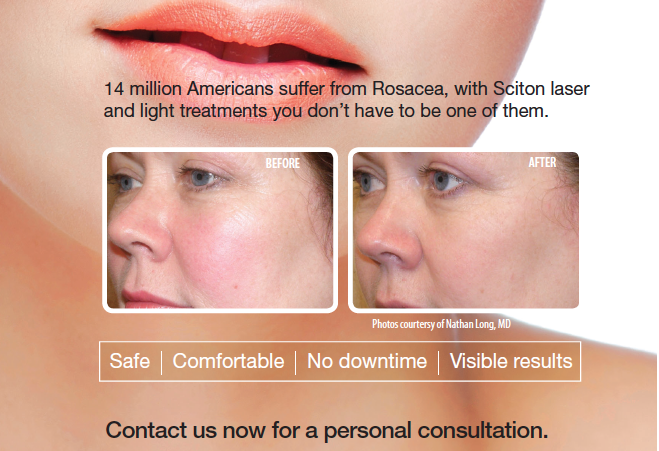 14 million Americans suffer from Rosacea, with Sciton laser
and light treatments you don't have to be one of them.
BEFORE
AFTER
Photos courtersy of Nathan Long, MD
Safe | Comfortable | No downtime | Visible results
Contact us now for a personal consultation.